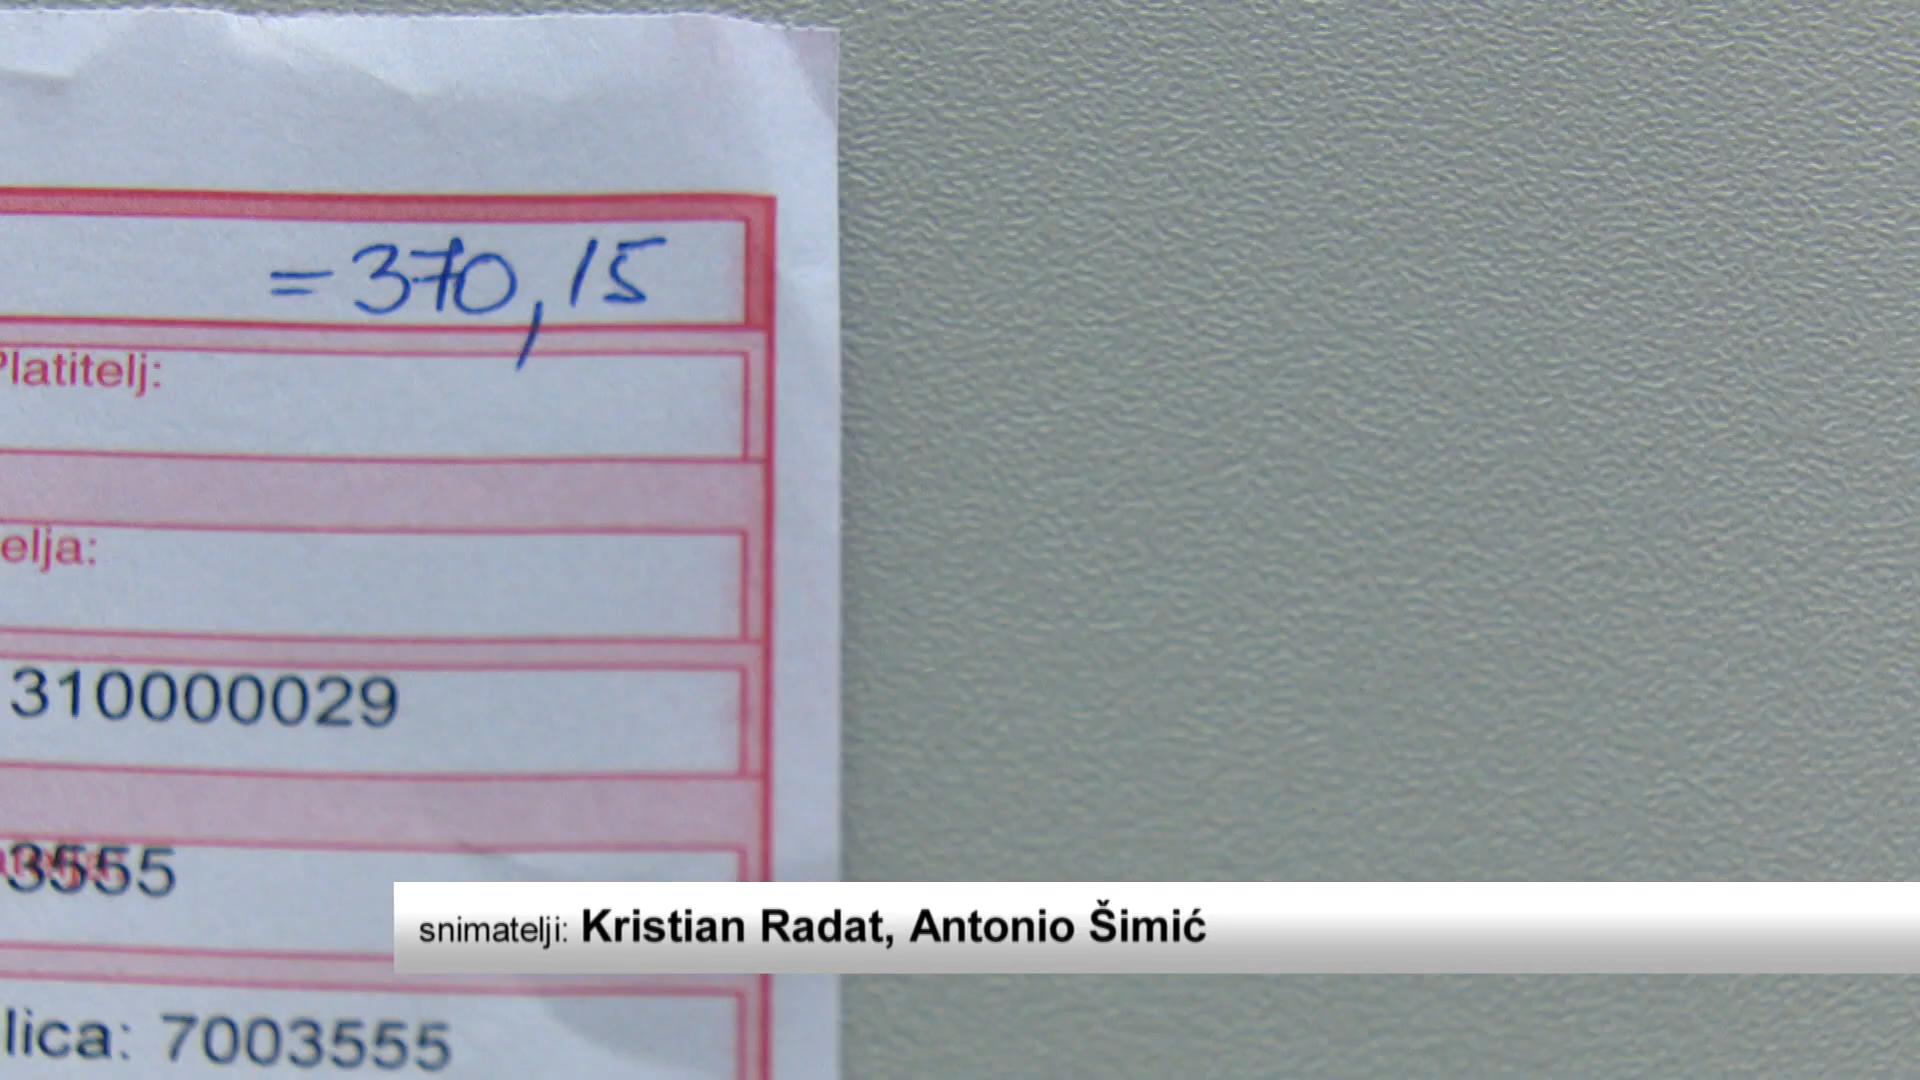 =370,15
Platitelj:
elja:
310000029
3555
lica: 7003555
snimatelji: Kristian Radat, Antonio Šimić